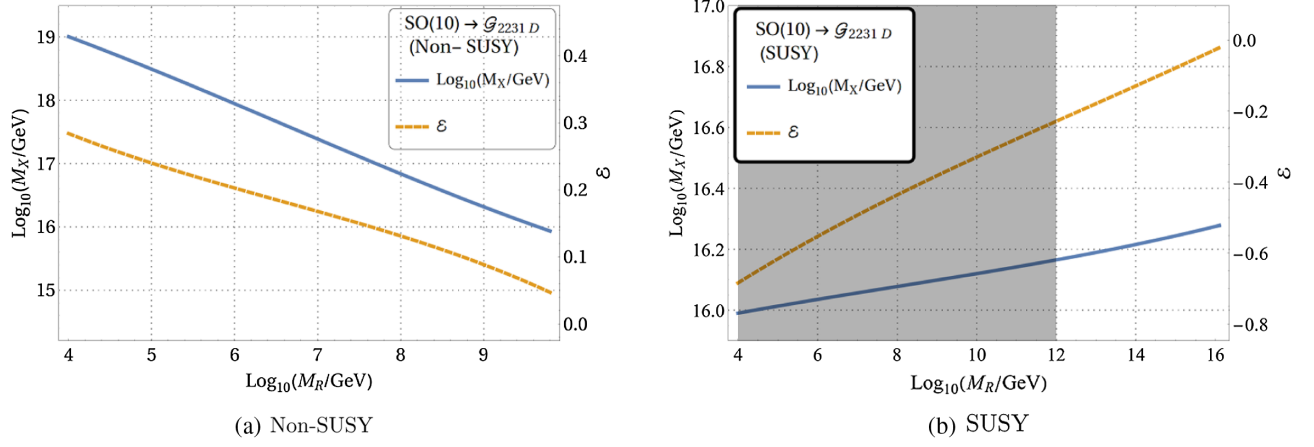 SO(10) → 𝒢2231 D
(Non– SUSY)
Log10(MX/GeV)
ℰ
19
18
17
16
15
Log10(MX/GeV)
0.4
0.3
0.2
0.1
0.0
ℰ
4 5 6 7 8 9
Log10(MR/GeV)
(a) Non-SUSY
SO(10) → 𝒢2231 D
(SUSY)
Log10(MX/GeV)
ℰ
17.0
16.8
16.6
16.4
16.2
16.0
Log10(MX/GeV)
0.0
−0.2
−0.4
−0.6
−0.8
ℰ
4 6 8 10 12 14 16
Log10(MR/GeV)
(b) SUSY